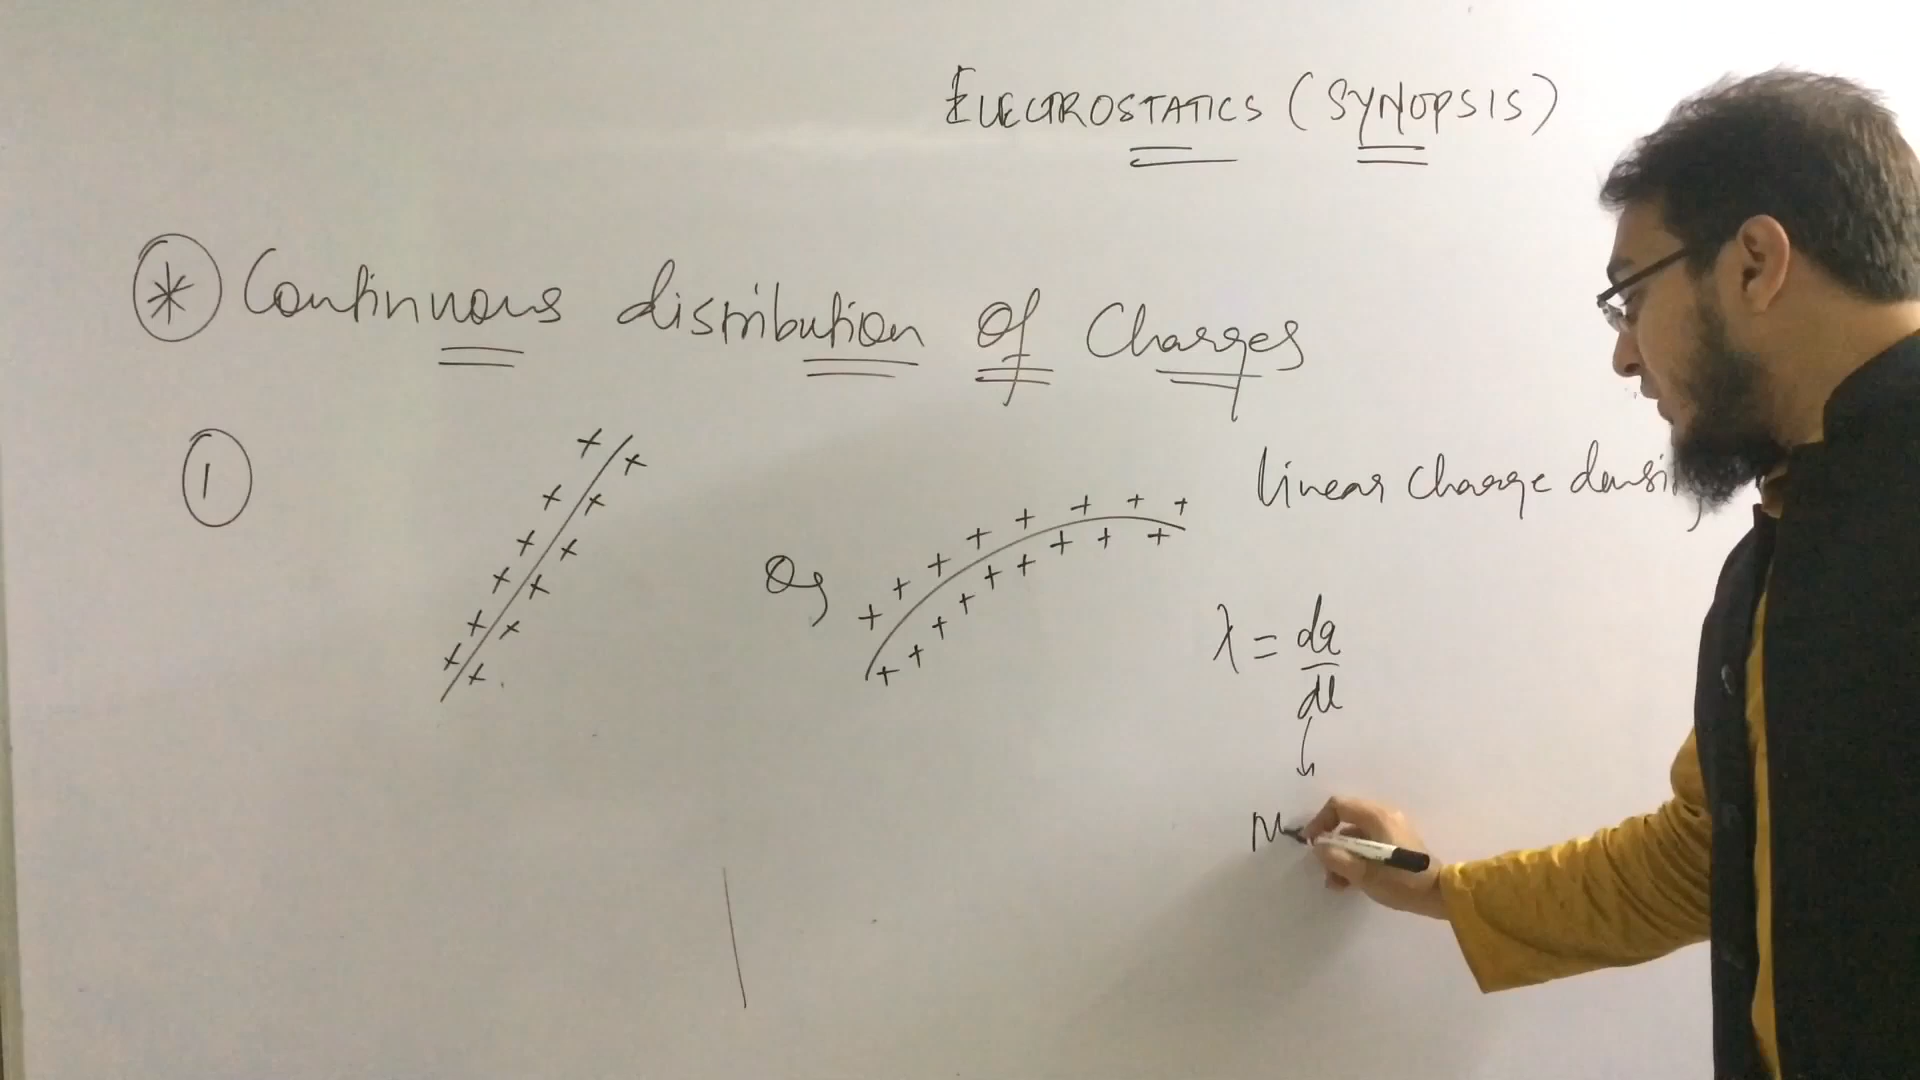 ELECTROSTATICS (SYNOPSIS)
* Continuous distribution Of Charges
1
Or
linear charge densi
λ = dq
dl